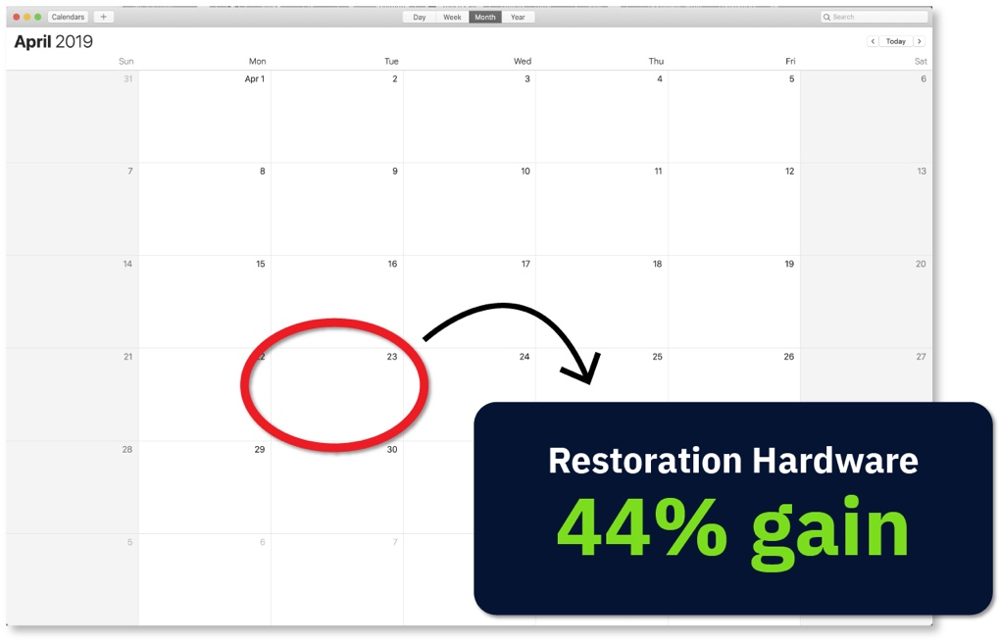 Calendars + Day Week Month Year Search
April 2019 < Today >
Sun Mon Tue Wed Thu Fri Sat
31 Apr 1 2 3 4 5 6
7 8 9 10 11 12 13
14 15 16 17 18 19 20
21 22 23 24 25 26 27
28 29 30
Restoration Hardware
44% gain
5 6 7